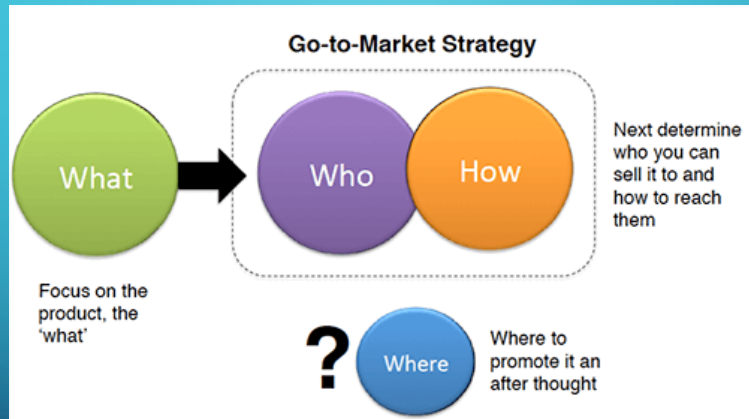 Go-to-Market Strategy
What
Who
How
Next determine
who you can
sell it to and
how to reach
them
Focus on the
product, the
‘what’
?
Where
Where to
promote it an
after thought